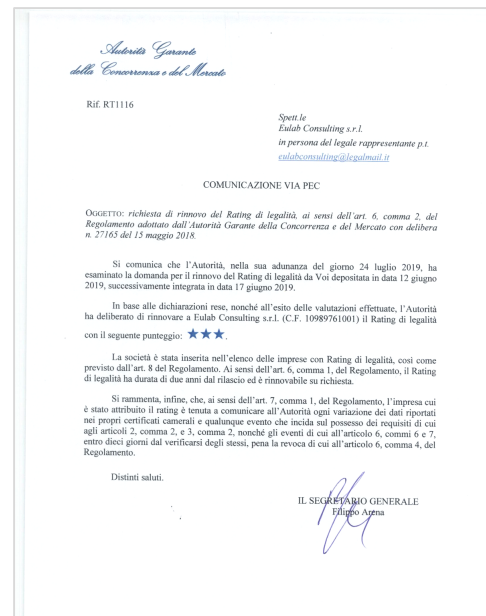 Autorità Garante
della Concorrenza e del Mercato
Rif. RT1116
Spett.le
Eulab Consulting s.r.l.
in persona del legale rappresentante p.t.
eulabconsulting@legalmail.it
COMUNICAZIONE VIA PEC
OGGETTO: richiesta di rinnovo del Rating di legalità, ai sensi dell'art. 6, comma 2, del
Regolamento adottato dall'Autorità Garante della Concorrenza e del Mercato con delibera
n. 27165 del 15 maggio 2018.
Si comunica che l'Autorità, nella sua adunanza del giorno 24 luglio 2019, ha
esaminato la domanda per il rinnovo del Rating di legalità da Voi depositata in data 12 giugno
2019, successivamente integrata in data 17 giugno 2019.
In base alle dichiarazioni rese, nonché all'esito delle valutazioni effettuate, l'Autorità
ha deliberato di rinnovare a Eulab Consulting s.r.l. (C.F. 10989761001) il Rating di legalità
con il seguente punteggio: ★★★.
La società è stata inserita nell'elenco delle imprese con Rating di legalità, così come
previsto dall'art. 8 del Regolamento. Ai sensi dell'art. 6, comma 1, del Regolamento, il Rating
di legalità ha durata di due anni dal rilascio ed è rinnovabile su richiesta.
Si rammenta, infine, che, ai sensi dell'art. 7, comma 1, del Regolamento, l'impresa cui
è stato attribuito il rating è tenuta a comunicare all'Autorità ogni variazione dei dati riportati
nei propri certificati camerali e qualunque evento che incida sul possesso dei requisiti di cui
agli articoli 2, comma 2, e 3, comma 2, nonché gli eventi di cui all'articolo 6, commi 6 e 7,
entro dieci giorni dal verificarsi degli stessi, pena la revoca di cui all'articolo 6, comma 4, del
Regolamento.
Distinti saluti.
IL SEGRETARIO GENERALE
Filippo Arena